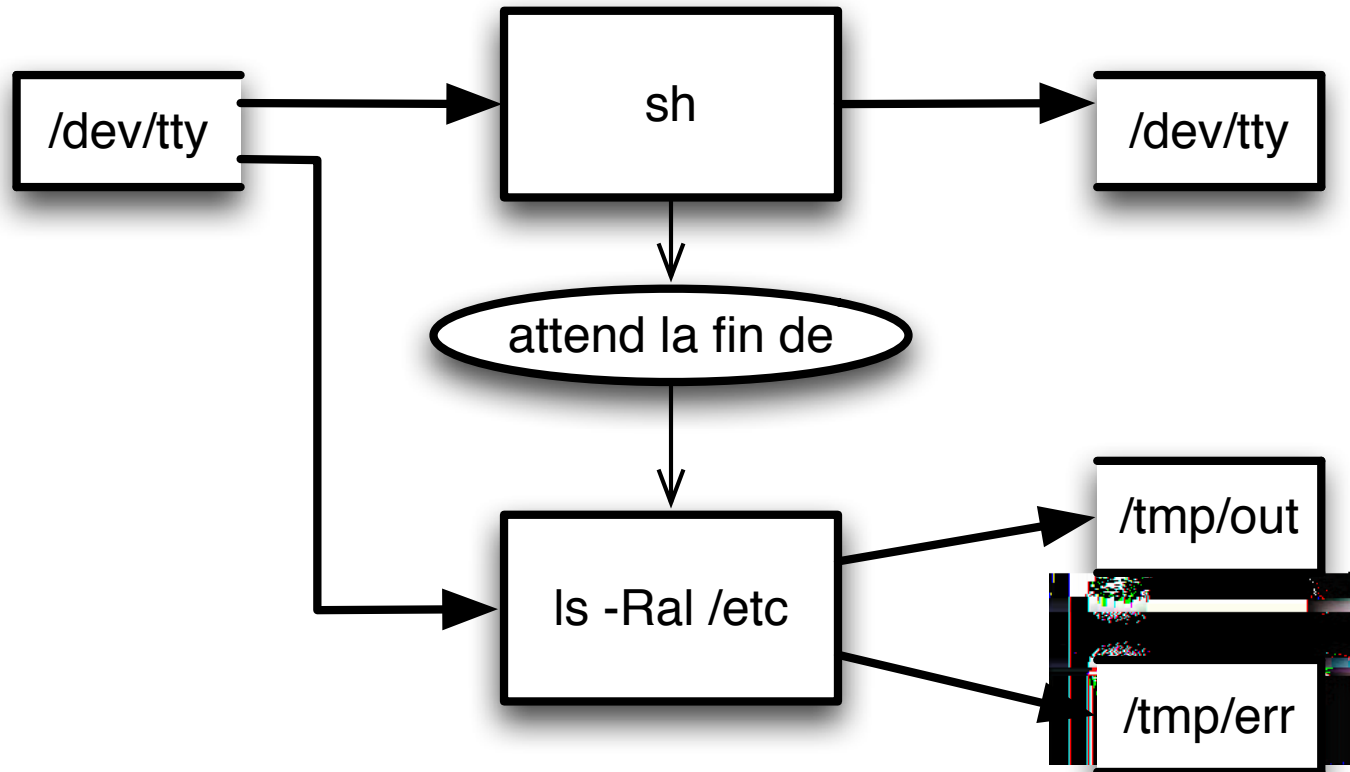 /dev/tty
sh
/dev/tty
attend la fin de
ls -Ral /etc
/tmp/out
/tmp/err